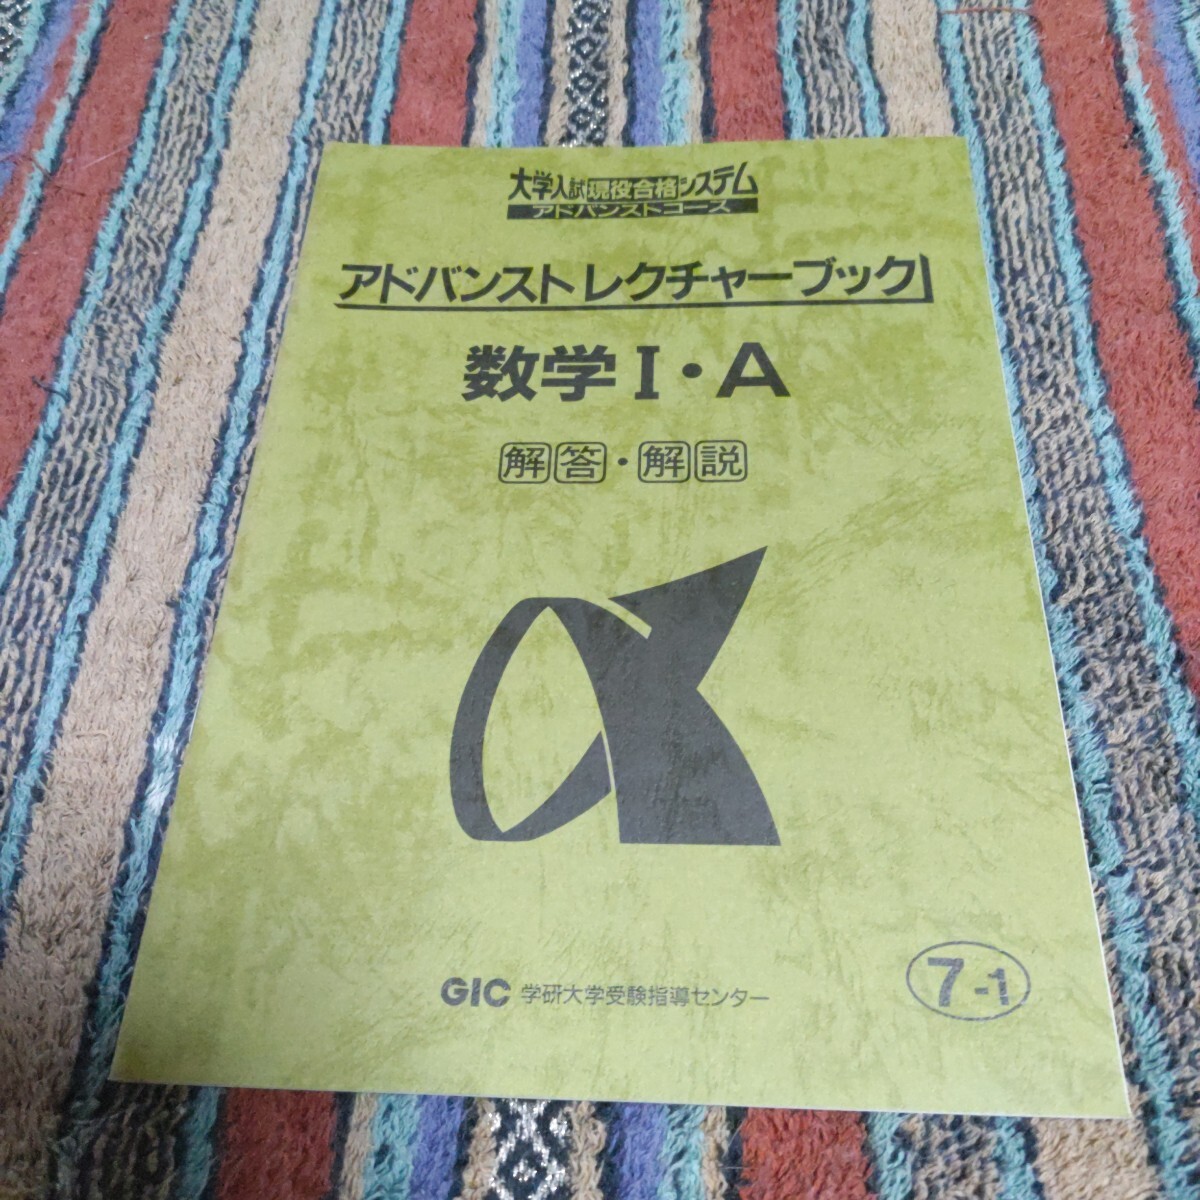 大学入試現役合格システム
アドバンストコース
アドバンストレクチャーブック
数学I・A
解答・解説
GIC 学研大学受験指導センター
7-1